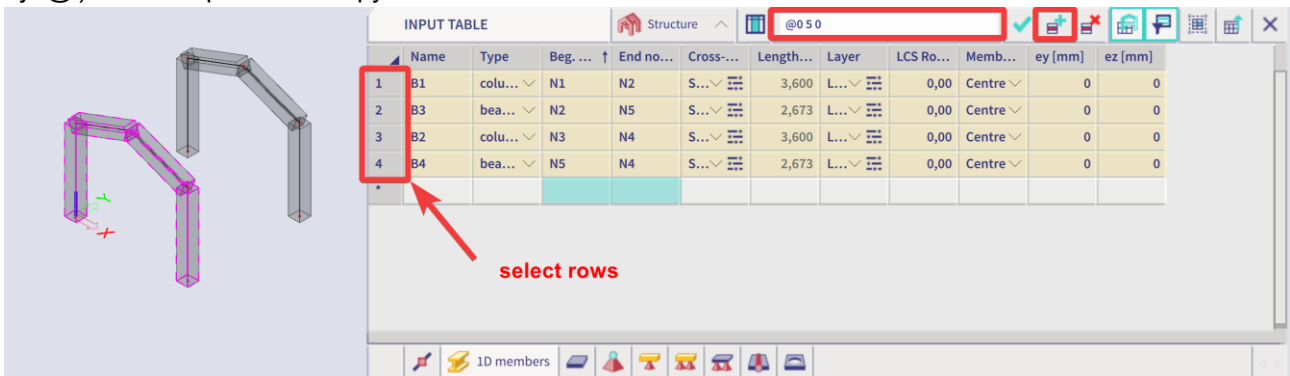 INPUT TABLE Structure @0 5 0
Name Type Beg. ... ↑ End no... Cross-... Length... Layer LCS Ro... Memb... ey [mm] ez [mm]
1 B1 colu... N1 N2 S... 3,600 L... 0,00 Centre 0 0
2 B3 bea... N2 N5 S... 2,673 L... 0,00 Centre 0 0
3 B2 colu... N3 N4 S... 3,600 L... 0,00 Centre 0 0
4 B4 bea... N5 N4 S... 2,673 L... 0,00 Centre 0 0
*
Y
X
select rows
1D members